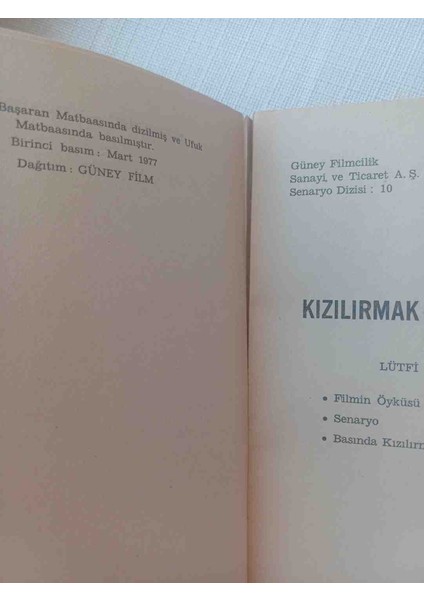 Başaran Matbaasında dizilmiş ve Ufuk
Matbaasında basılmıştır.
Birinci basım : Mart 1977
Dağıtım : GÜNEY FİLM
Güney Filmcilik
Sanayi ve Ticaret A. Ş.
Senaryo Dizisi : 10
KIZILIRMAK
LÜTFİ
• Filmin Öyküsü
• Senaryo
• Basında Kızılırm